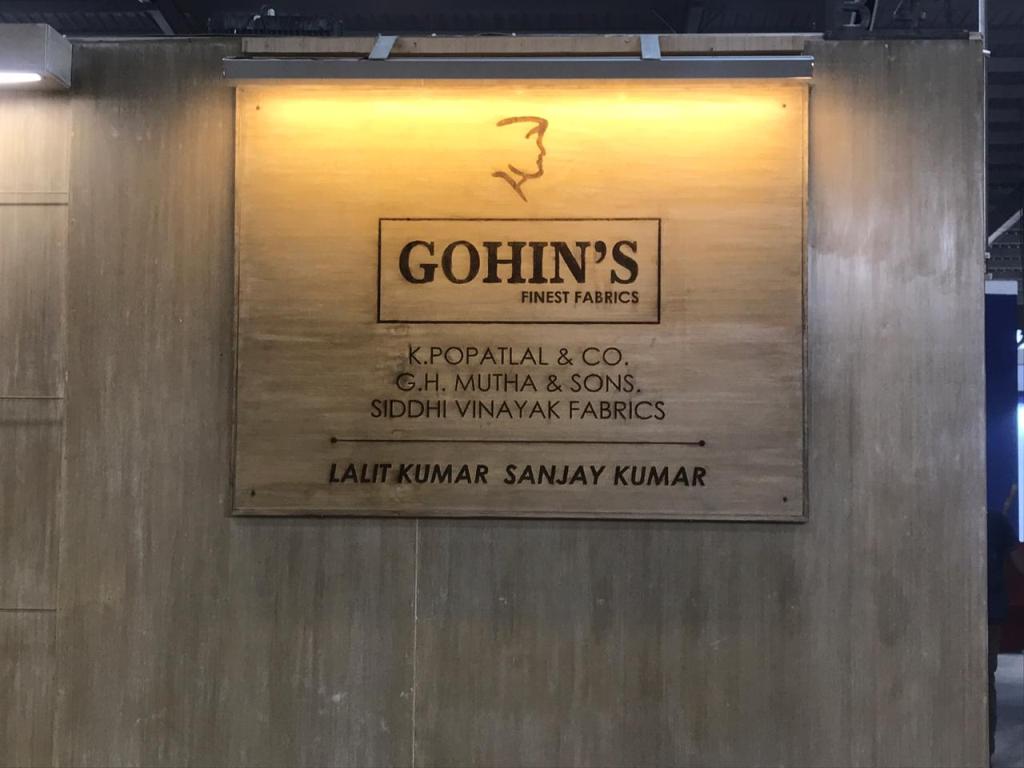 GOHIN'S
FINEST FABRICS
K.POPATLAL & CO.
G.H. MUTHA & SONS.
SIDDHI VINAYAK FABRICS
LALIT KUMAR SANJAY KUMAR